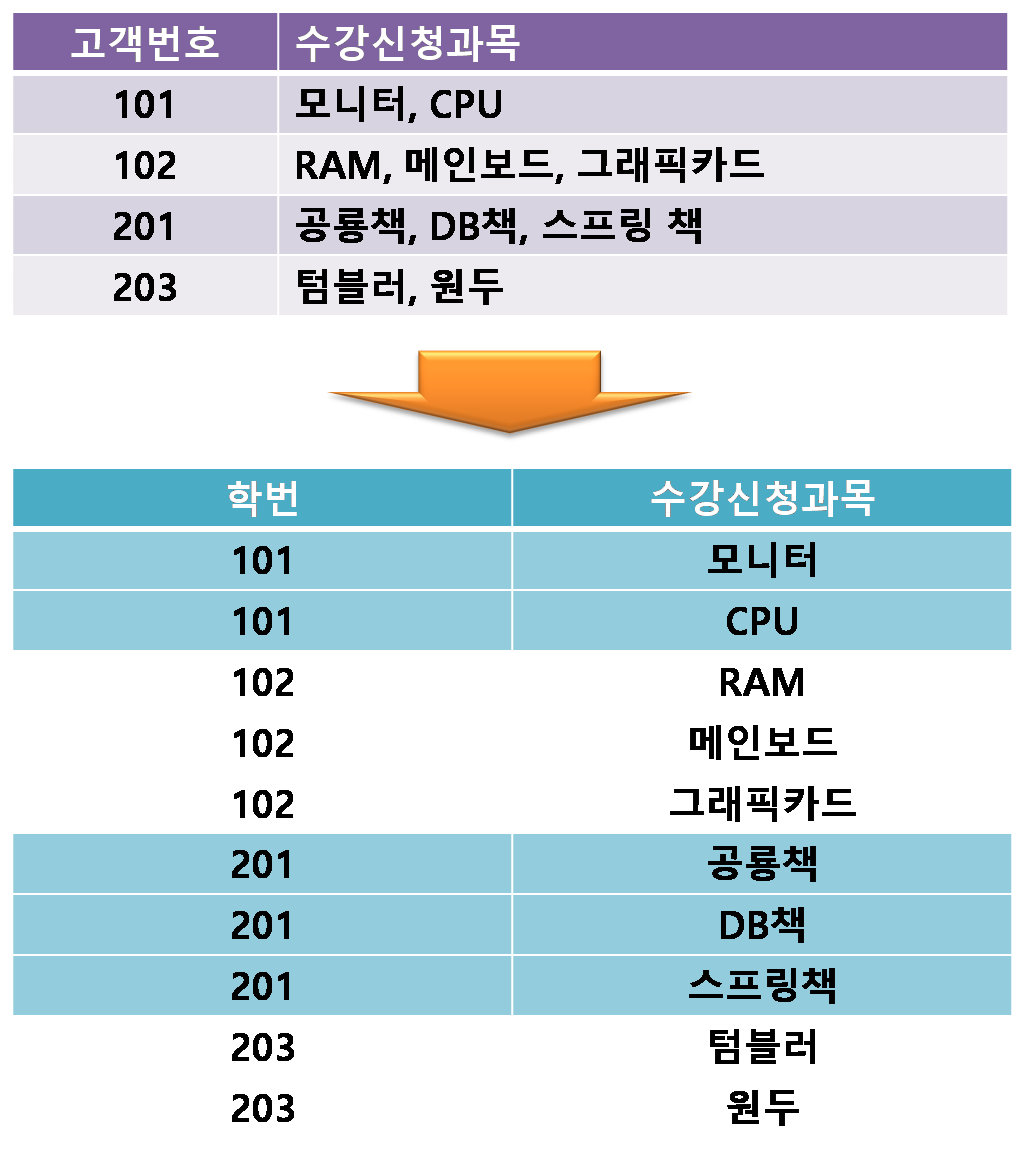 고객번호 수강신청과목
101 모니터, CPU
102 RAM, 메인보드, 그래픽카드
201 공룡책, DB책, 스프링 책
203 텀블러, 원두
학번 수강신청과목
101 모니터
101 CPU
102 RAM
102 메인보드
102 그래픽카드
201 공룡책
201 DB책
201 스프링책
203 텀블러
203 원두